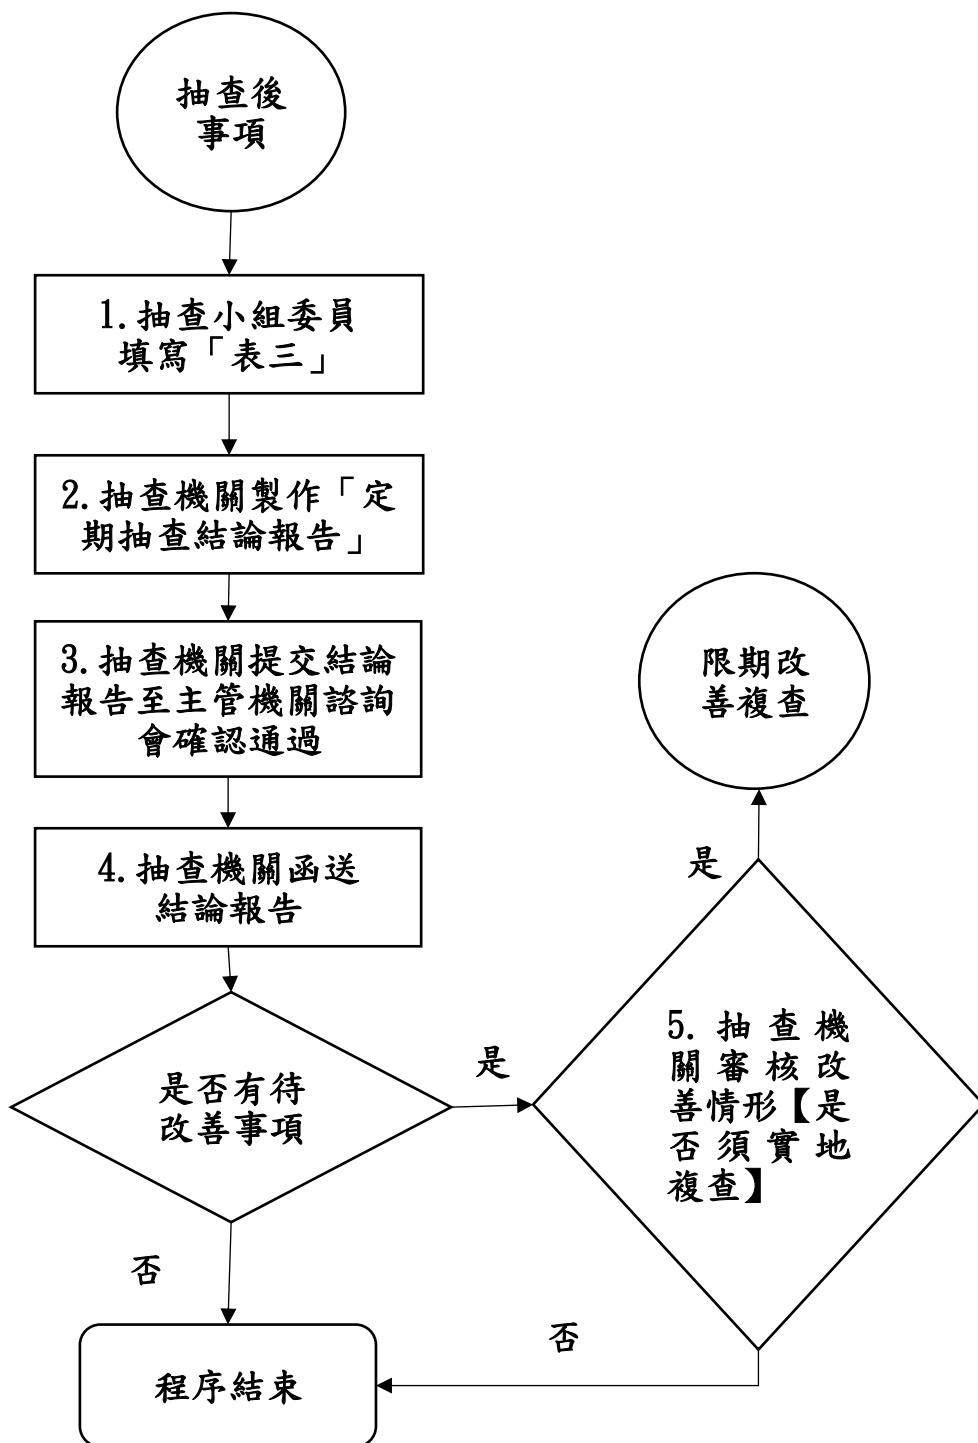 抽查後
事項
1.抽查小組委員
填寫「表三」
2.抽查機關製作「定
期抽查結論報告」
3.抽查機關提交結論
報告至主管機關諮詢
會確認通過
4.抽查機關函送
結論報告
是否有待
改善事項
是
否
5.抽查機
關審核改
善情形【是
否須實地
複查】
是
限期改
善複查
否
程序結束